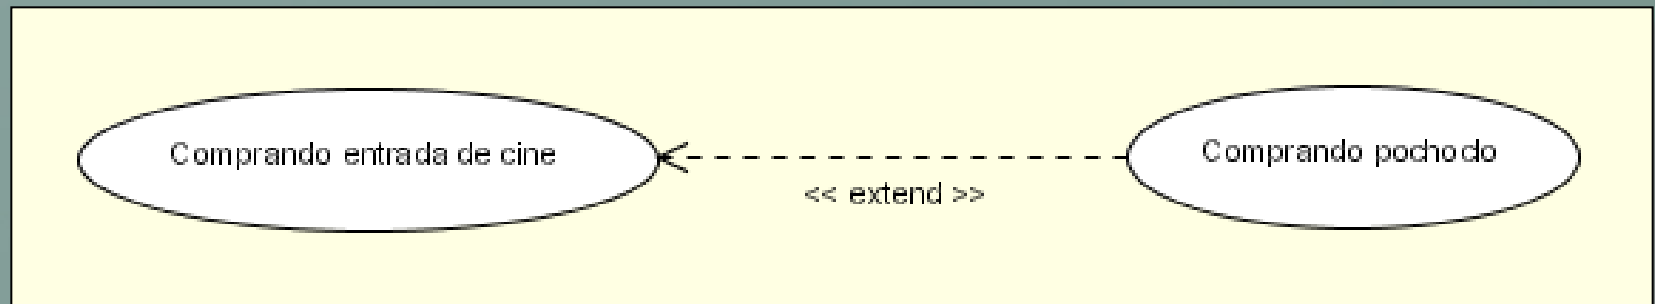 Comprando entrada de cine
Comprando pochoclo
<< extend >>